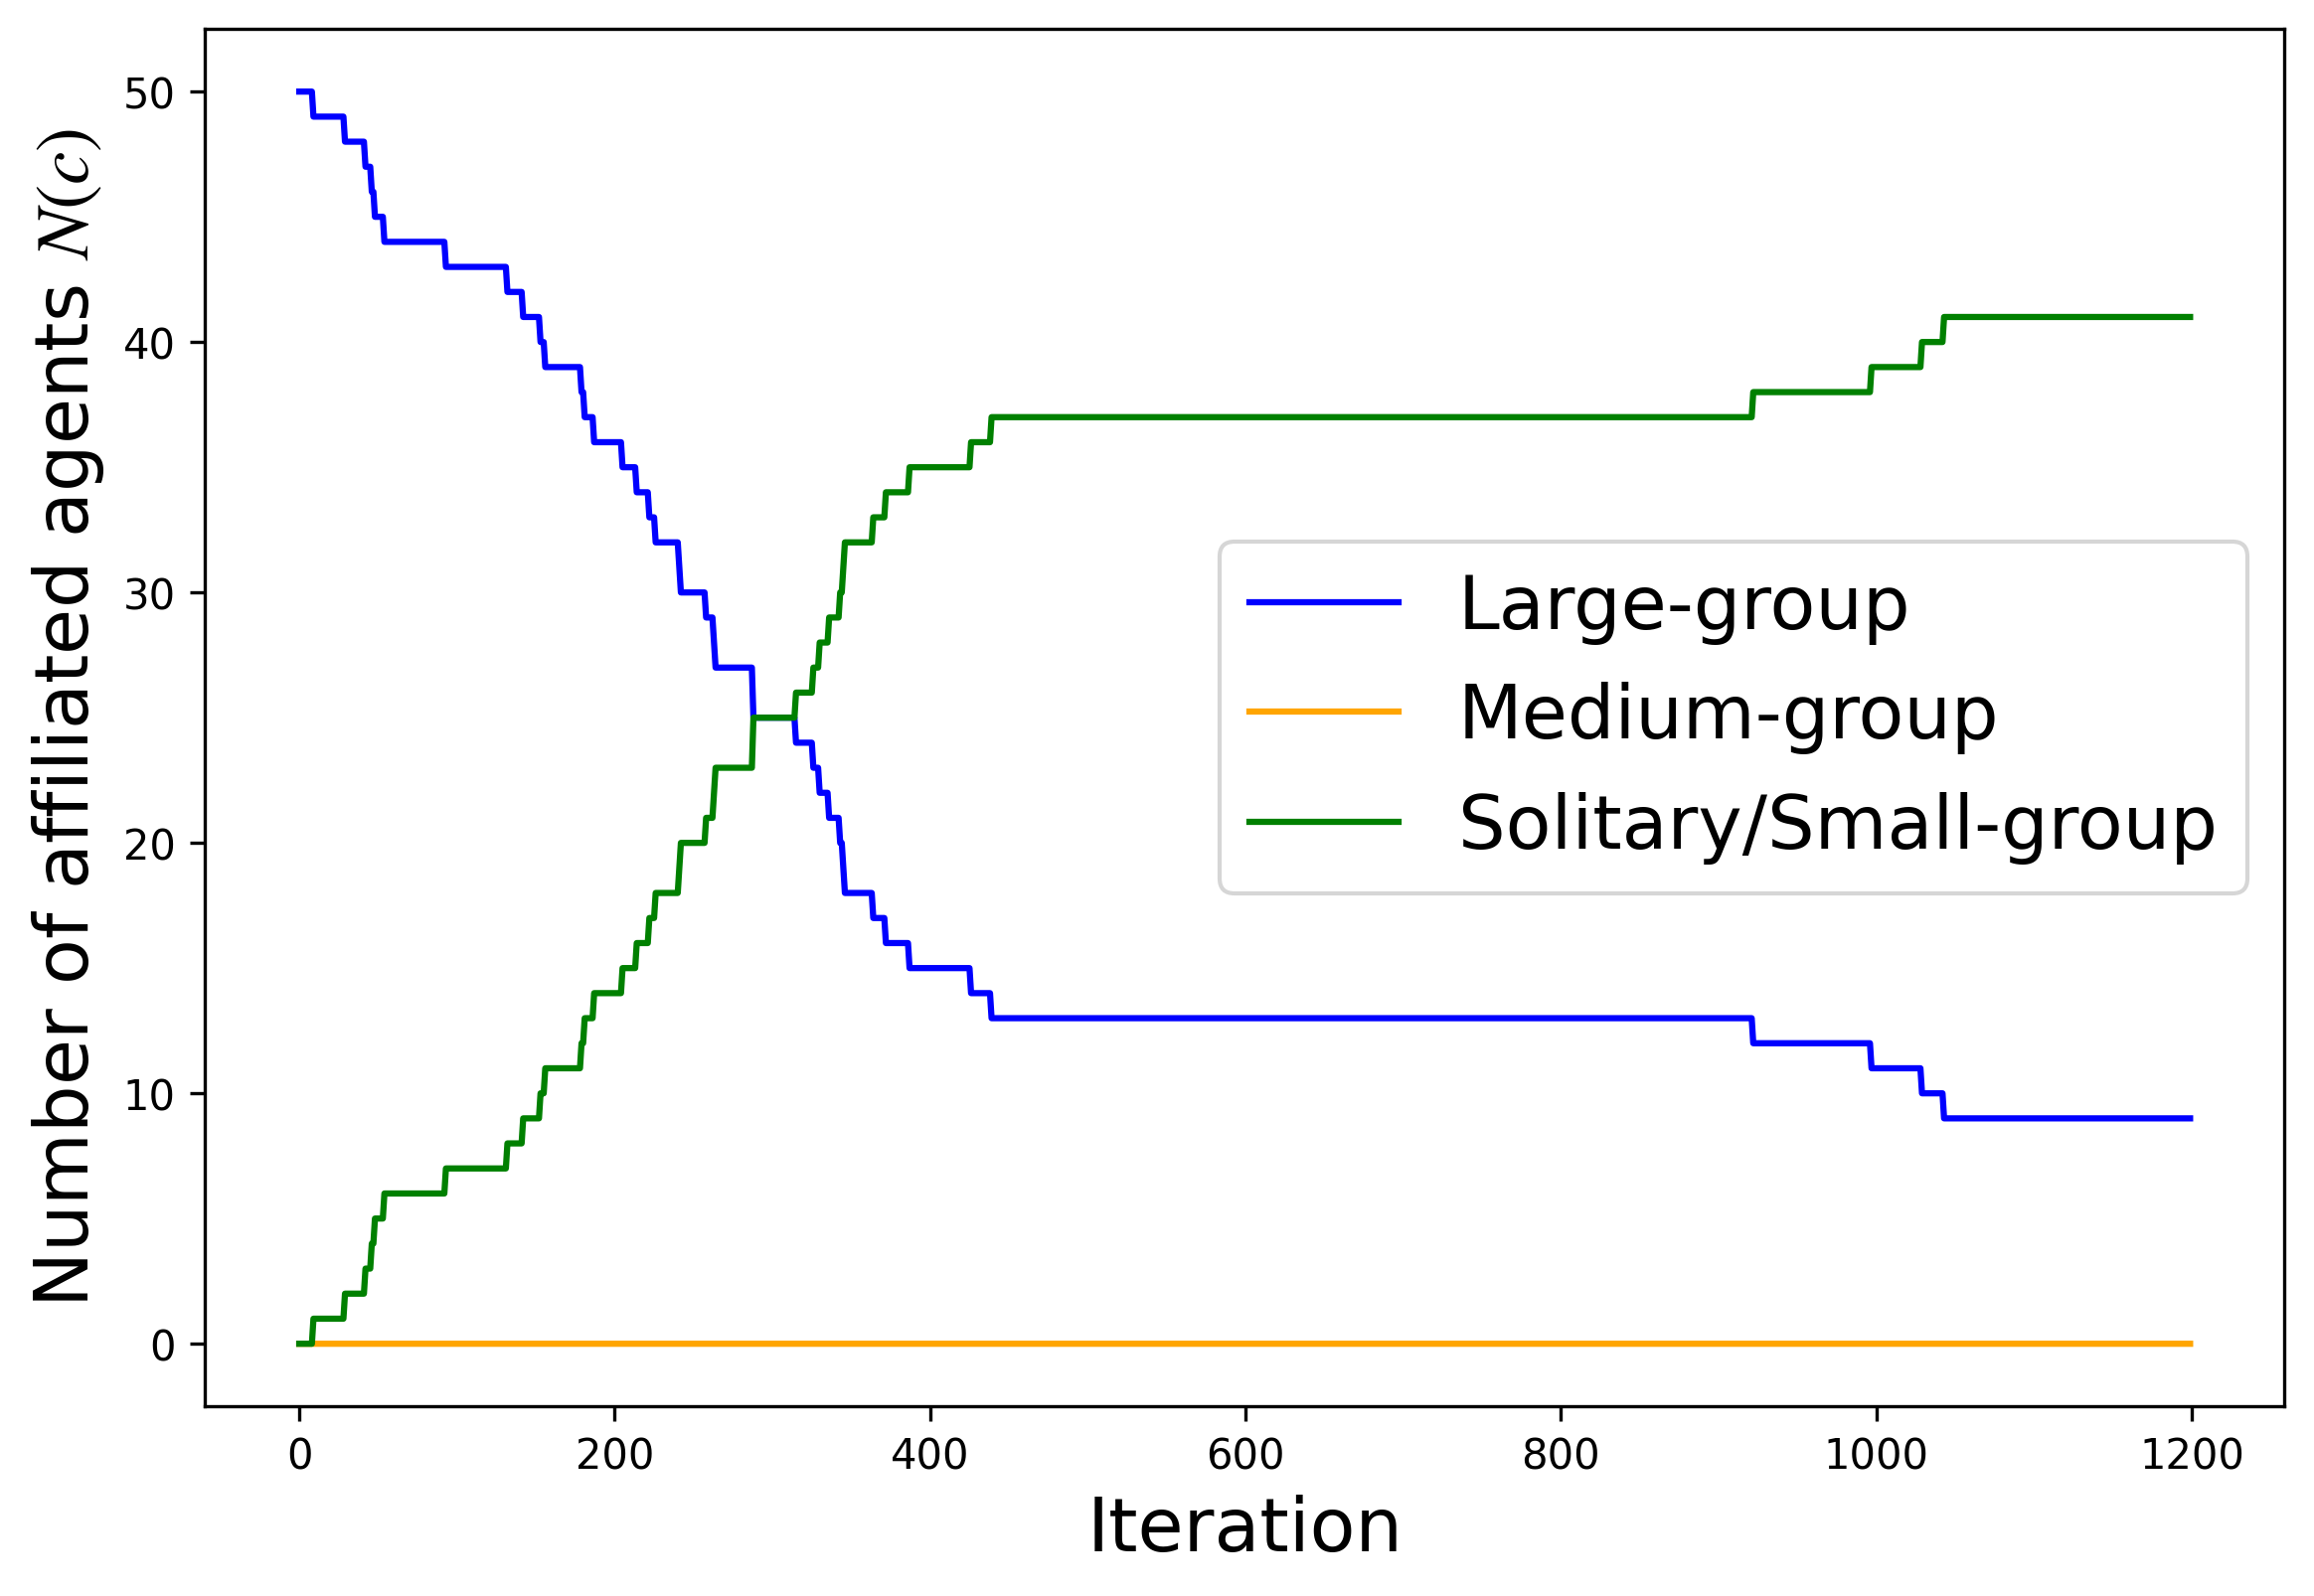 Number of affiliated agents N(c)
50
40
30
20
10
0
Large-group
Medium-group
Solitary/Small-group
0 200 400 600 800 1000 1200
Iteration